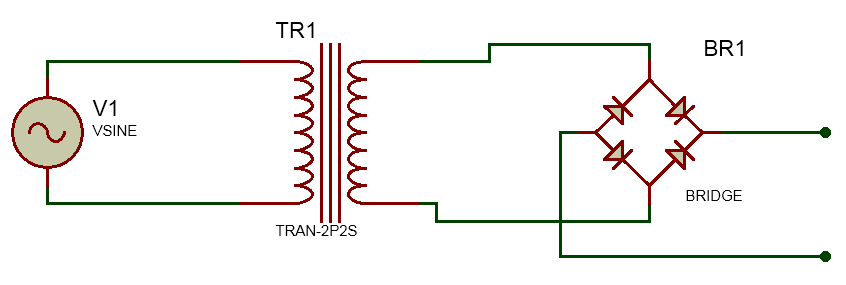 TR1
BR1
V1
VSINE
BRIDGE
TRAN-2P2S